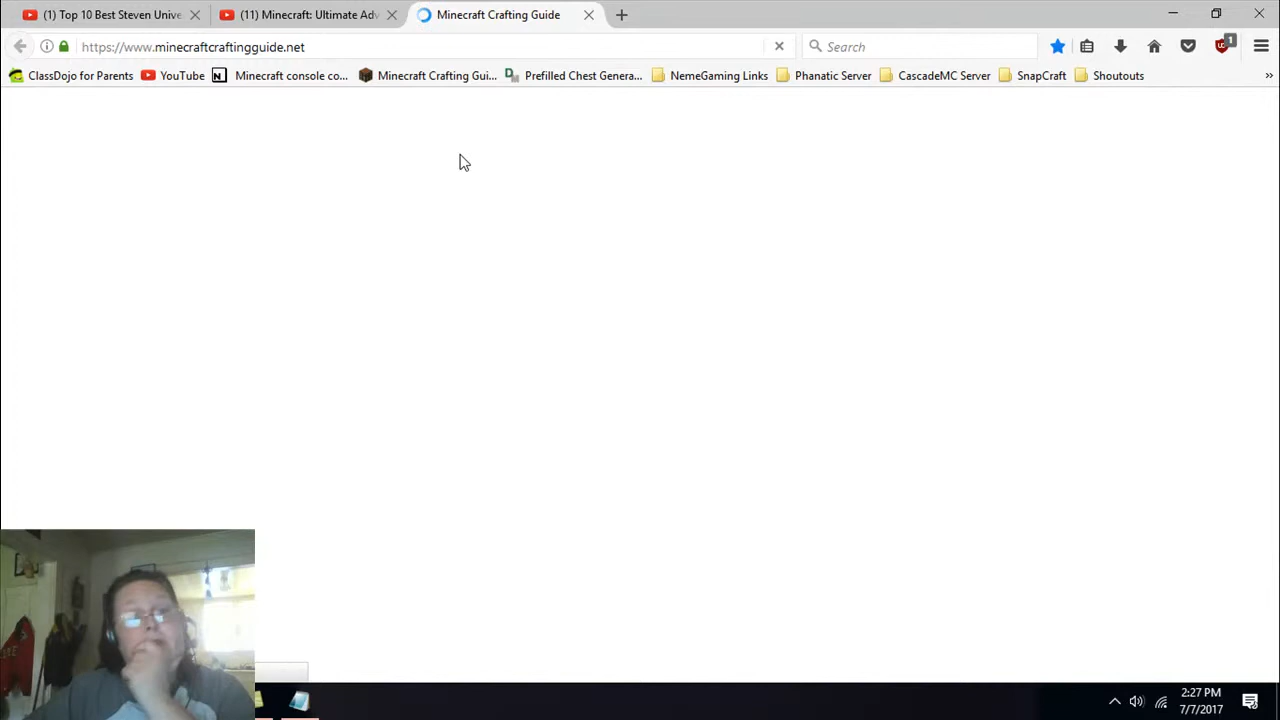 (1) Top 10 Best Steven Unive
(11) Minecraft: Ultimate Adv
Minecraft Crafting Guide
https://www.minecraftcraftingguide.net
Search
1
ClassDojo for Parents
YouTube
N
Minecraft console co...
Minecraft Crafting Gui...
Prefilled Chest Genera...
NemeGaming Links
Phanatic Server
CascadeMC Server
SnapCraft
Shoutouts
2:27 PM
7/7/2017